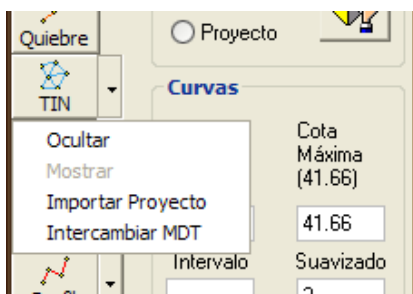 Quiebre
Proyecto
TIN
Curvas
Ocultar
Mostrar
Importar Proyecto
Intercambiar MDT
Cota
Máxima
(41.66)
41.66
Intervalo
Suavizado